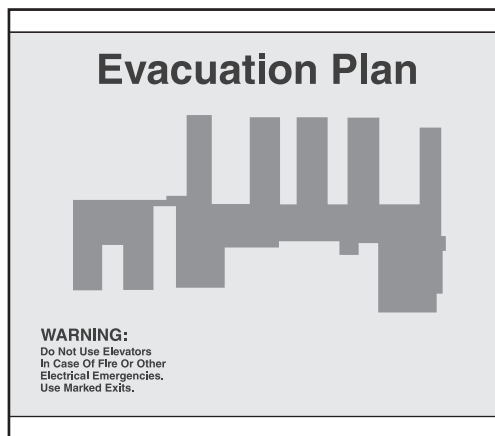 Evacuation Plan
WARNING:
Do Not Use Elevators
In Case Of Fire Or Other
Electrical Emergencies.
Use Marked Exits.